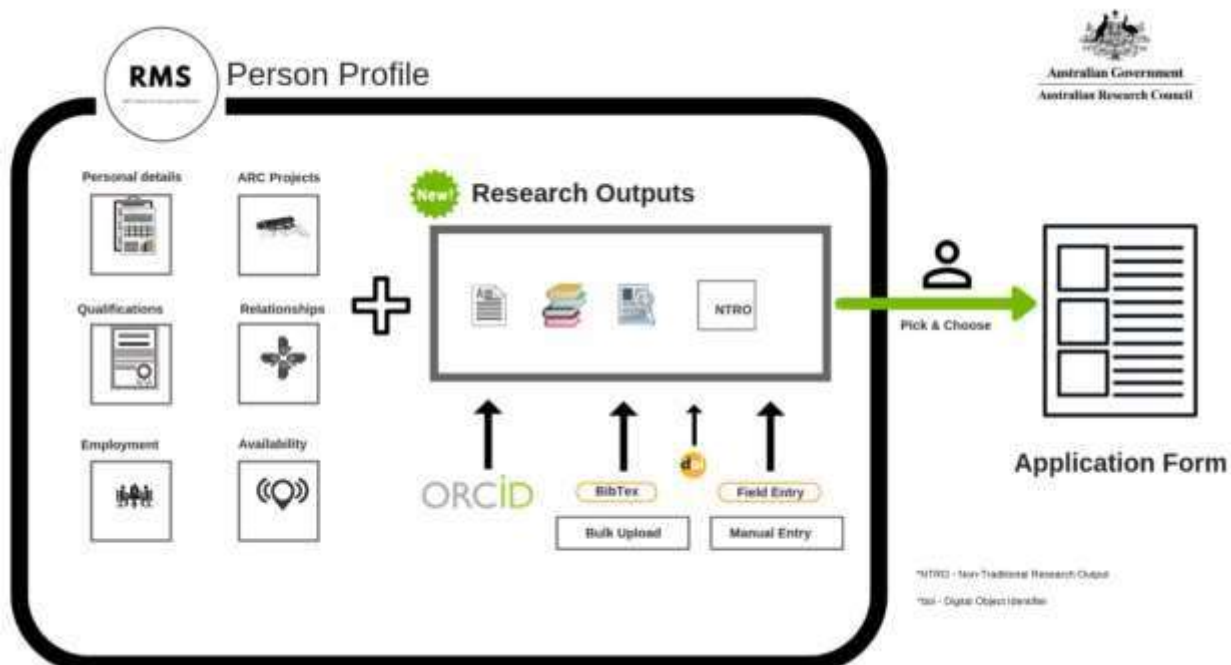 RMS
Person Profile
Australian Government
Australian Research Council
Personal details
ARC Projects
New!
Research Outputs
Qualifications
Relationships
NTRO
Pick & Choose
Employment
Availability
ORCiD
BibTex
doi
Field Entry
Bulk Upload
Manual Entry
Application Form
*NTRO - Non-Traditional Research Output
*doi - Digital Object Identifier